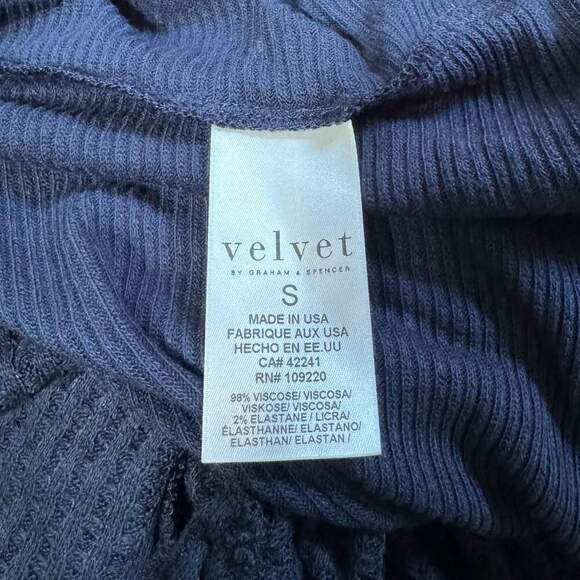 velvet
BY GRAHAM & SPENCER
S
MADE IN USA
FABRIQUE AUX USA
HECHO EN EE.UU
CA# 42241
RN# 109220
98% VISCOSE/ VISCOSA/
VISKOSE/ VISCOSA/
2% ELASTANE / LICRA/
ÉLASTHANNE/ ELASTANO/
ELASTHAN/ ELASTAN /